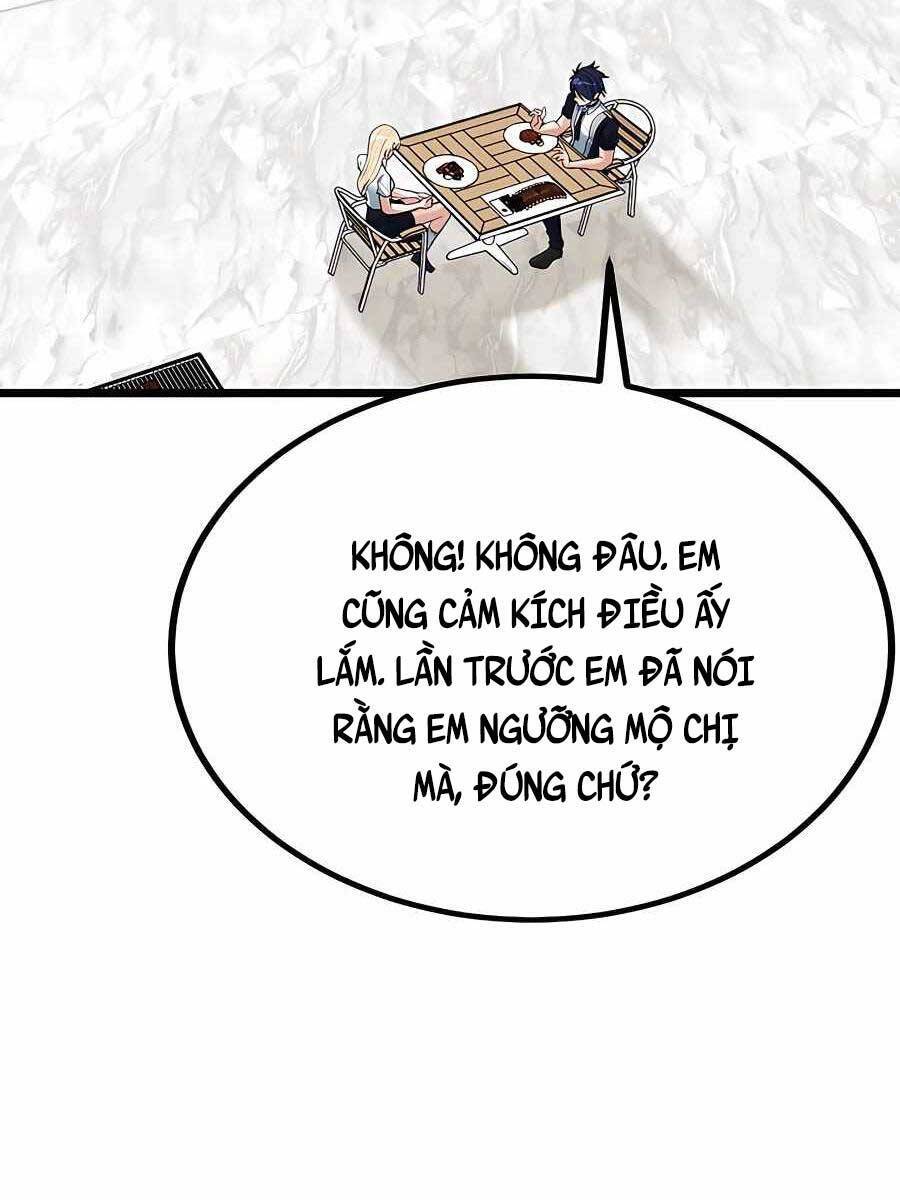 KHÔNG! KHÔNG ĐÂU. EM
CŨNG CẢM KÍCH ĐIỀU ẤY
LẮM. LẦN TRƯỚC EM ĐÃ NÓI
RẰNG EM NGƯỠNG MỘ CHỊ
MÀ, ĐÚNG CHỨ?